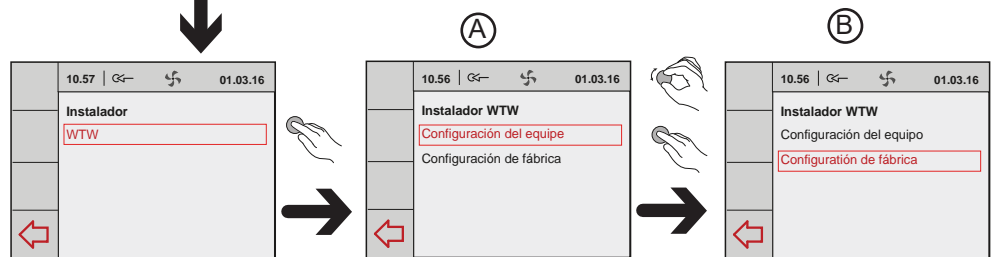 A
B
10.57 01.03.16
Instalador
WTW
10.56 01.03.16
Instalador WTW
Configuración del equipe
Configuración de fábrica
10.56 01.03.16
Instalador WTW
Configuración del equipo
Configuratión de fábrica